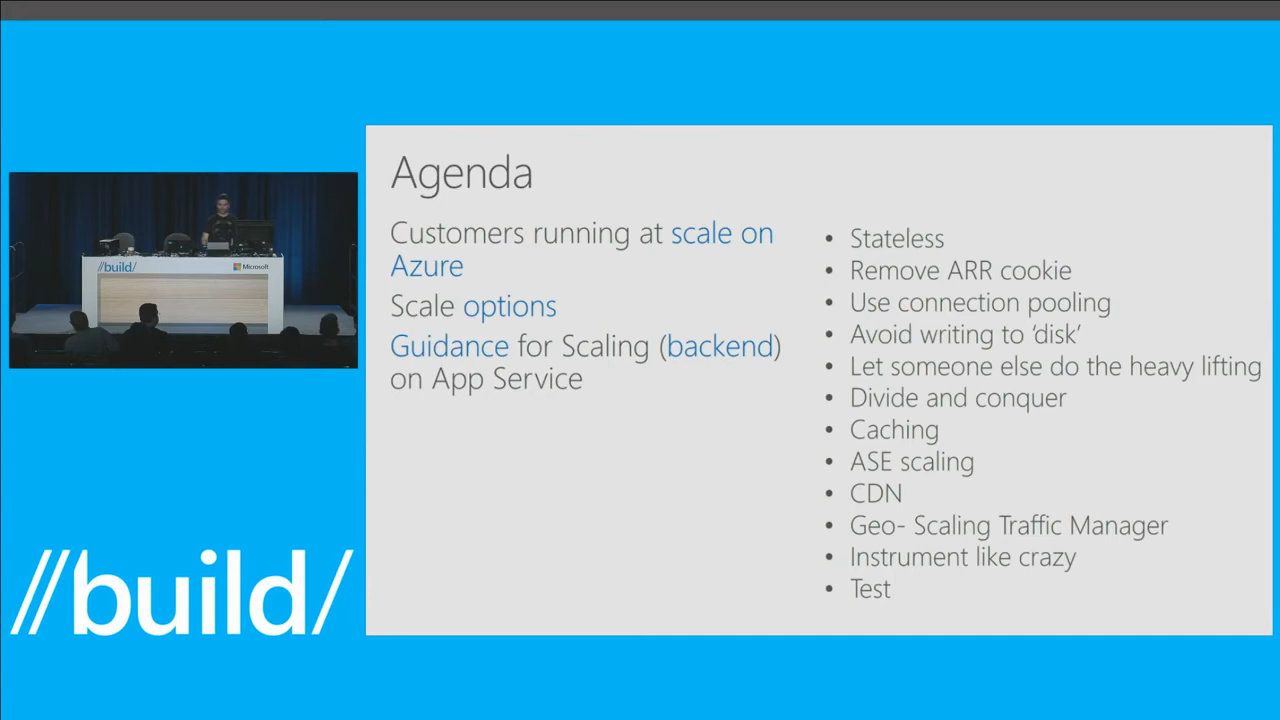 Agenda
Customers running at scale on
Azure
Scale options
Guidance for Scaling (backend)
on App Service
• Stateless
• Remove ARR cookie
• Use connection pooling
• Avoid writing to ‘disk’
• Let someone else do the heavy lifting
• Divide and conquer
• Caching
• ASE scaling
• CDN
• Geo- Scaling Traffic Manager
• Instrument like crazy
• Test
//build/
Microsoft
//build/